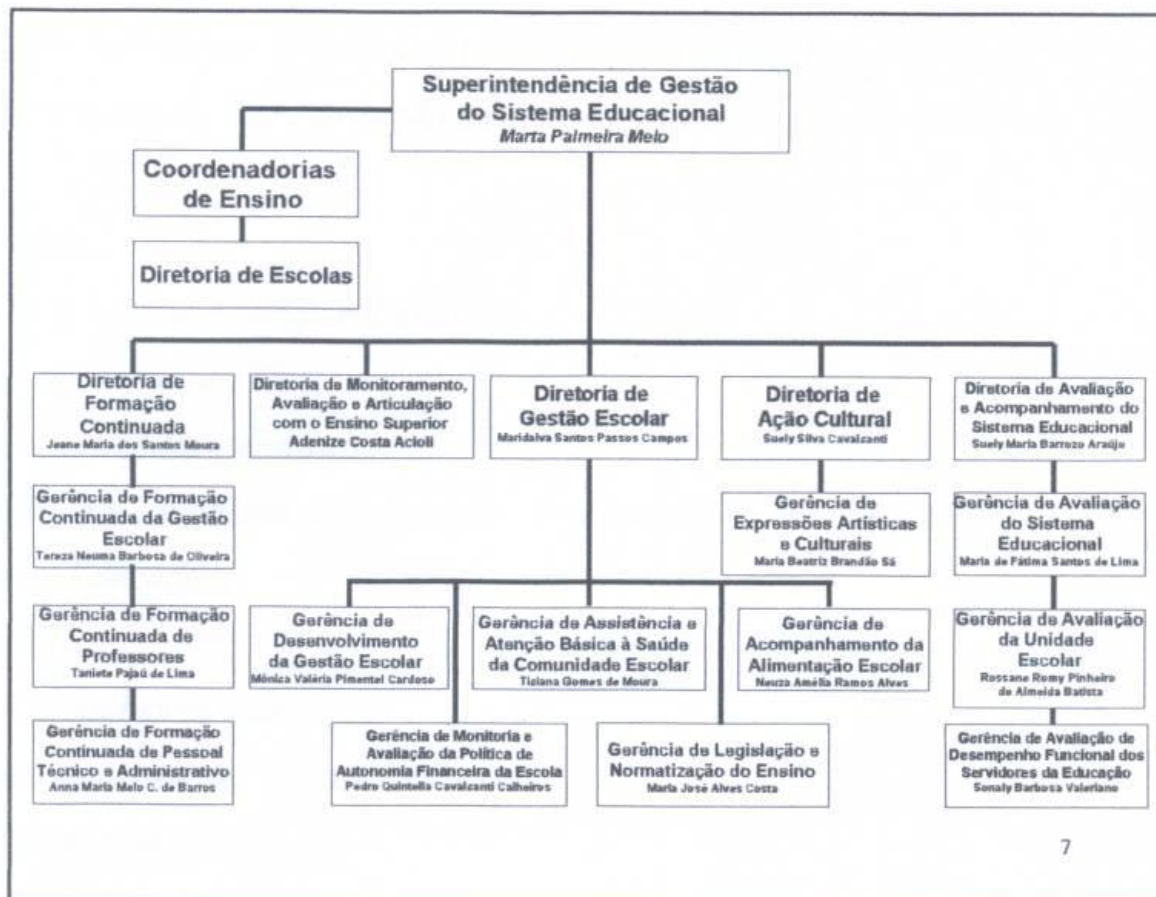 Superintendência de Gestão
do Sistema Educacional
Marta Palmeira Melo
Coordenadorias
de Ensino
Diretoria de Escolas
Diretoria de
Formação
Continuada
Jeane Maria dos Santos Moura
Diretoria de Monitoramento,
Avaliação e Articulação
com o Ensino Superior
Adenize Costa Acioli
Diretoria de
Gestão Escolar
Maridalva Santos Passos Campos
Diretoria de
Ação Cultural
Suely Silva Cavalcanti
Diretoria de Avaliação
e Acompanhamento do
Sistema Educacional
Suely Maria Barrozo Araújo
Gerência de Formação
Continuada da Gestão
Escolar
Tereza Neuma Barbosa de Oliveira
Gerência de
Expressões Artísticas
e Culturais
Maria Beatriz Brandão Sá
Gerência de Avaliação
do Sistema
Educacional
Maria de Fátima Santos de Lima
Gerência de Formação
Continuada de
Professores
Taniete Pajaú de Lima
Gerência de
Desenvolvimento
da Gestão Escolar
Mônica Valéria Pimentel Cardoso
Gerência de Assistência e
Atenção Básica à Saúde
da Comunidade Escolar
Tiziana Gomes de Moura
Gerência de
Acompanhamento da
Alimentação Escolar
Neuza Amélia Ramos Alves
Gerência de Avaliação
da Unidade
Escolar
Rossane Romy Pinheiro
de Almeida Batista
Gerência de Formação
Continuada de Pessoal
Técnico e Administrativo
Anna Maria Melo C. de Barros
Gerência de Monitoria e
Avaliação da Política de
Autonomia Financeira da Escola
Pedro Quintella Cavalcanti Calheiros
Gerência de Legislação e
Normatização do Ensino
Maria José Alves Costa
Gerência de Avaliação de
Desempenho Funcional dos
Servidores da Educação
Sonaly Barbosa Valeriano
7